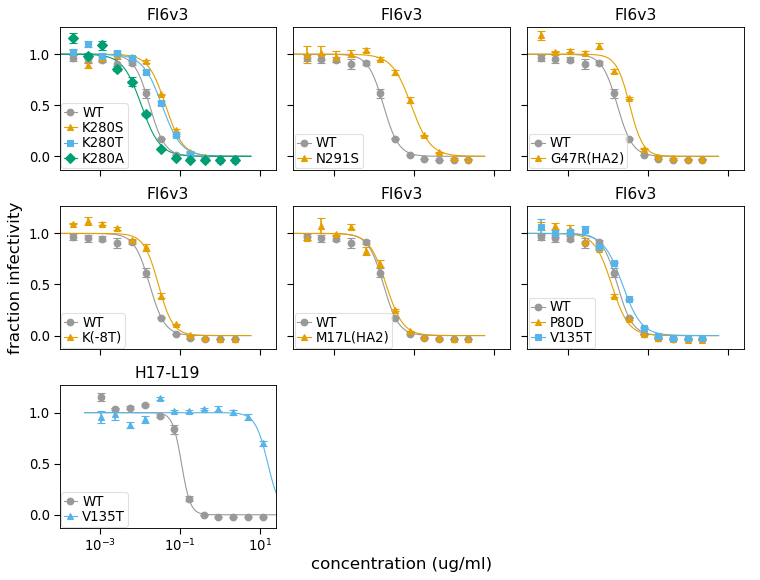 FI6v3 FI6v3 FI6v3
1.0
0.5
0.0
WT
K280S
K280T
K280A
WT
N291S
WT
G47R(HA2)
FI6v3 FI6v3 FI6v3
1.0
0.5
0.0
WT
K(-8T)
WT
M17L(HA2)
WT
P80D
V135T
fraction infectivity
H17-L19
1.0
0.5
0.0
WT
V135T
10⁻³ 10⁻¹ 10¹
concentration (ug/ml)